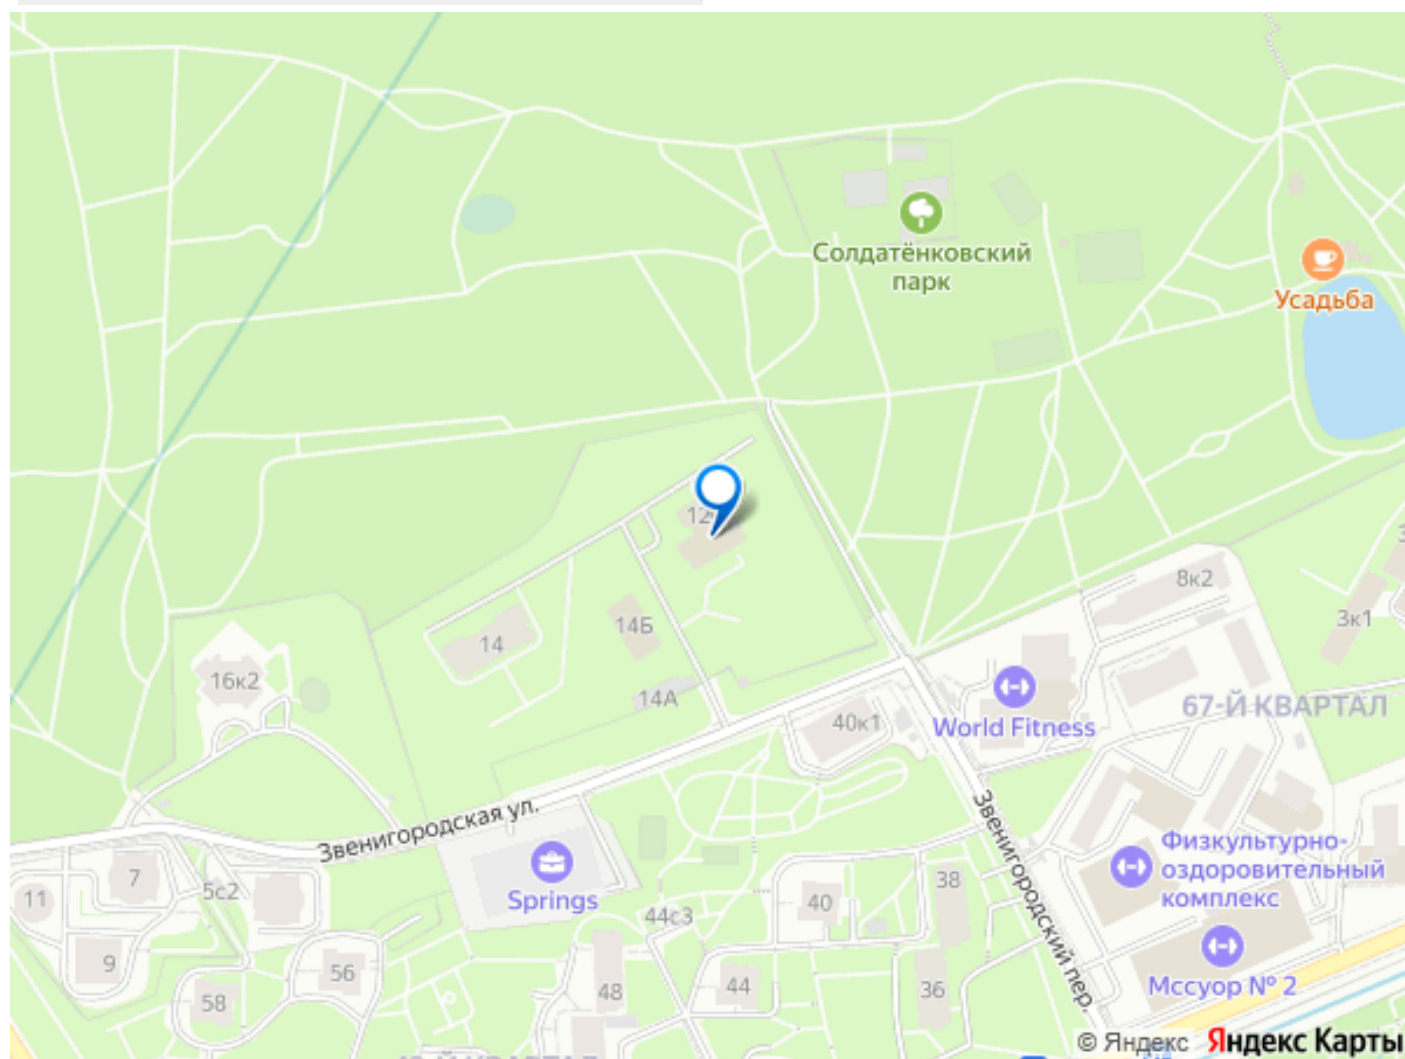 Солдатёнковский
парк
Усадьба
12
14Б
14
14А
16к2
8к2
3к1
40к1
World Fitness
67-Й КВАРТАЛ
Звенигородская ул.
Звенигородский пер.
Springs
Физкультурно-
оздоровительный
комплекс
Мссуор № 2
11
7
5с2
9
58
56
44с3
40
38
48
44
36
© Яндекс Яндекс Карты